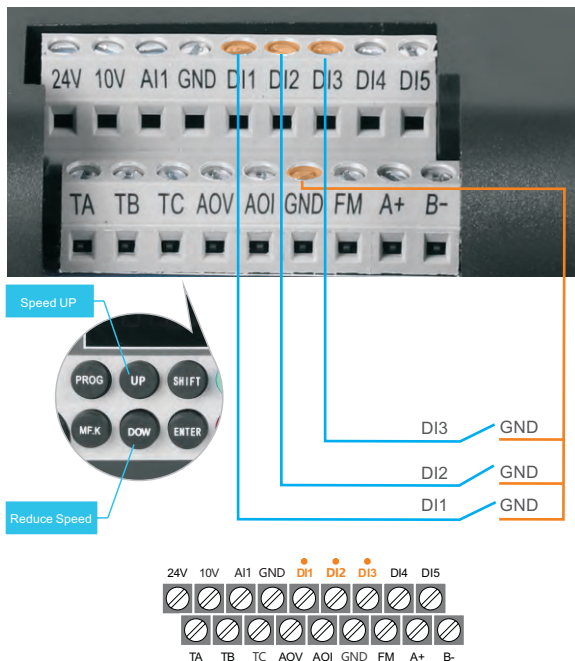 24V 10V AI1 GND DI1 DI2 DI3 DI4 DI5
TA TB TC AOV AOI GND FM A+ B-
Speed UP
PROG UP SHIFT
MF.K DOW ENTER
Reduce Speed
DI3 GND
DI2 GND
DI1 GND
24V 10V AI1 GND DI1 DI2 DI3 DI4 DI5
TA TB TC AOV AOI GND FM A+ B-